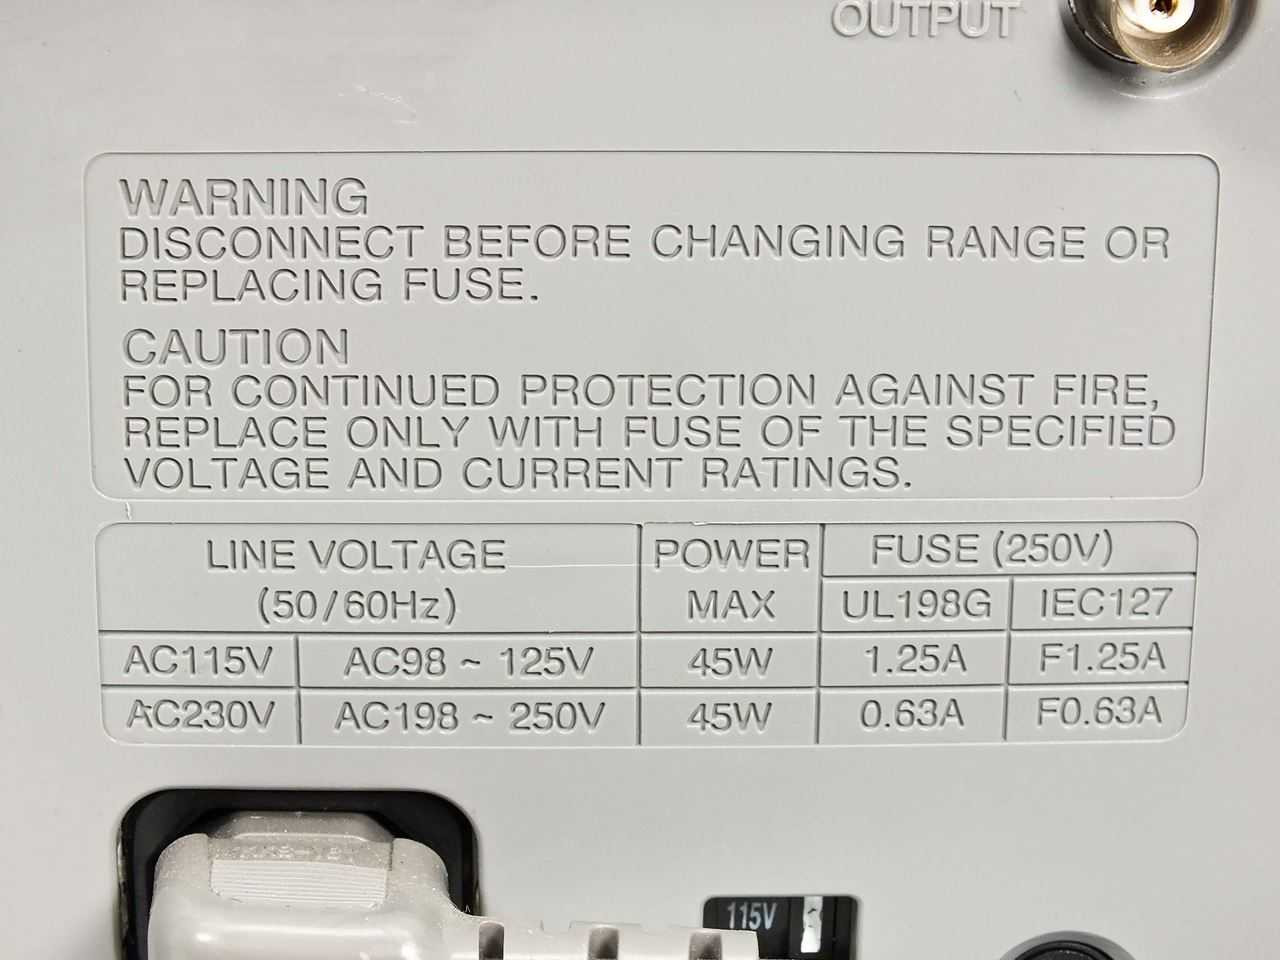 OUTPUT
WARNING
DISCONNECT BEFORE CHANGING RANGE OR
REPLACING FUSE.
CAUTION
FOR CONTINUED PROTECTION AGAINST FIRE,
REPLACE ONLY WITH FUSE OF THE SPECIFIED
VOLTAGE AND CURRENT RATINGS.
LINE VOLTAGE POWER FUSE (250V)
(50/60Hz) MAX UL198G IEC127
AC115V AC98 ~ 125V 45W 1.25A F1.25A
AC230V AC198 ~ 250V 45W 0.63A F0.63A
115V